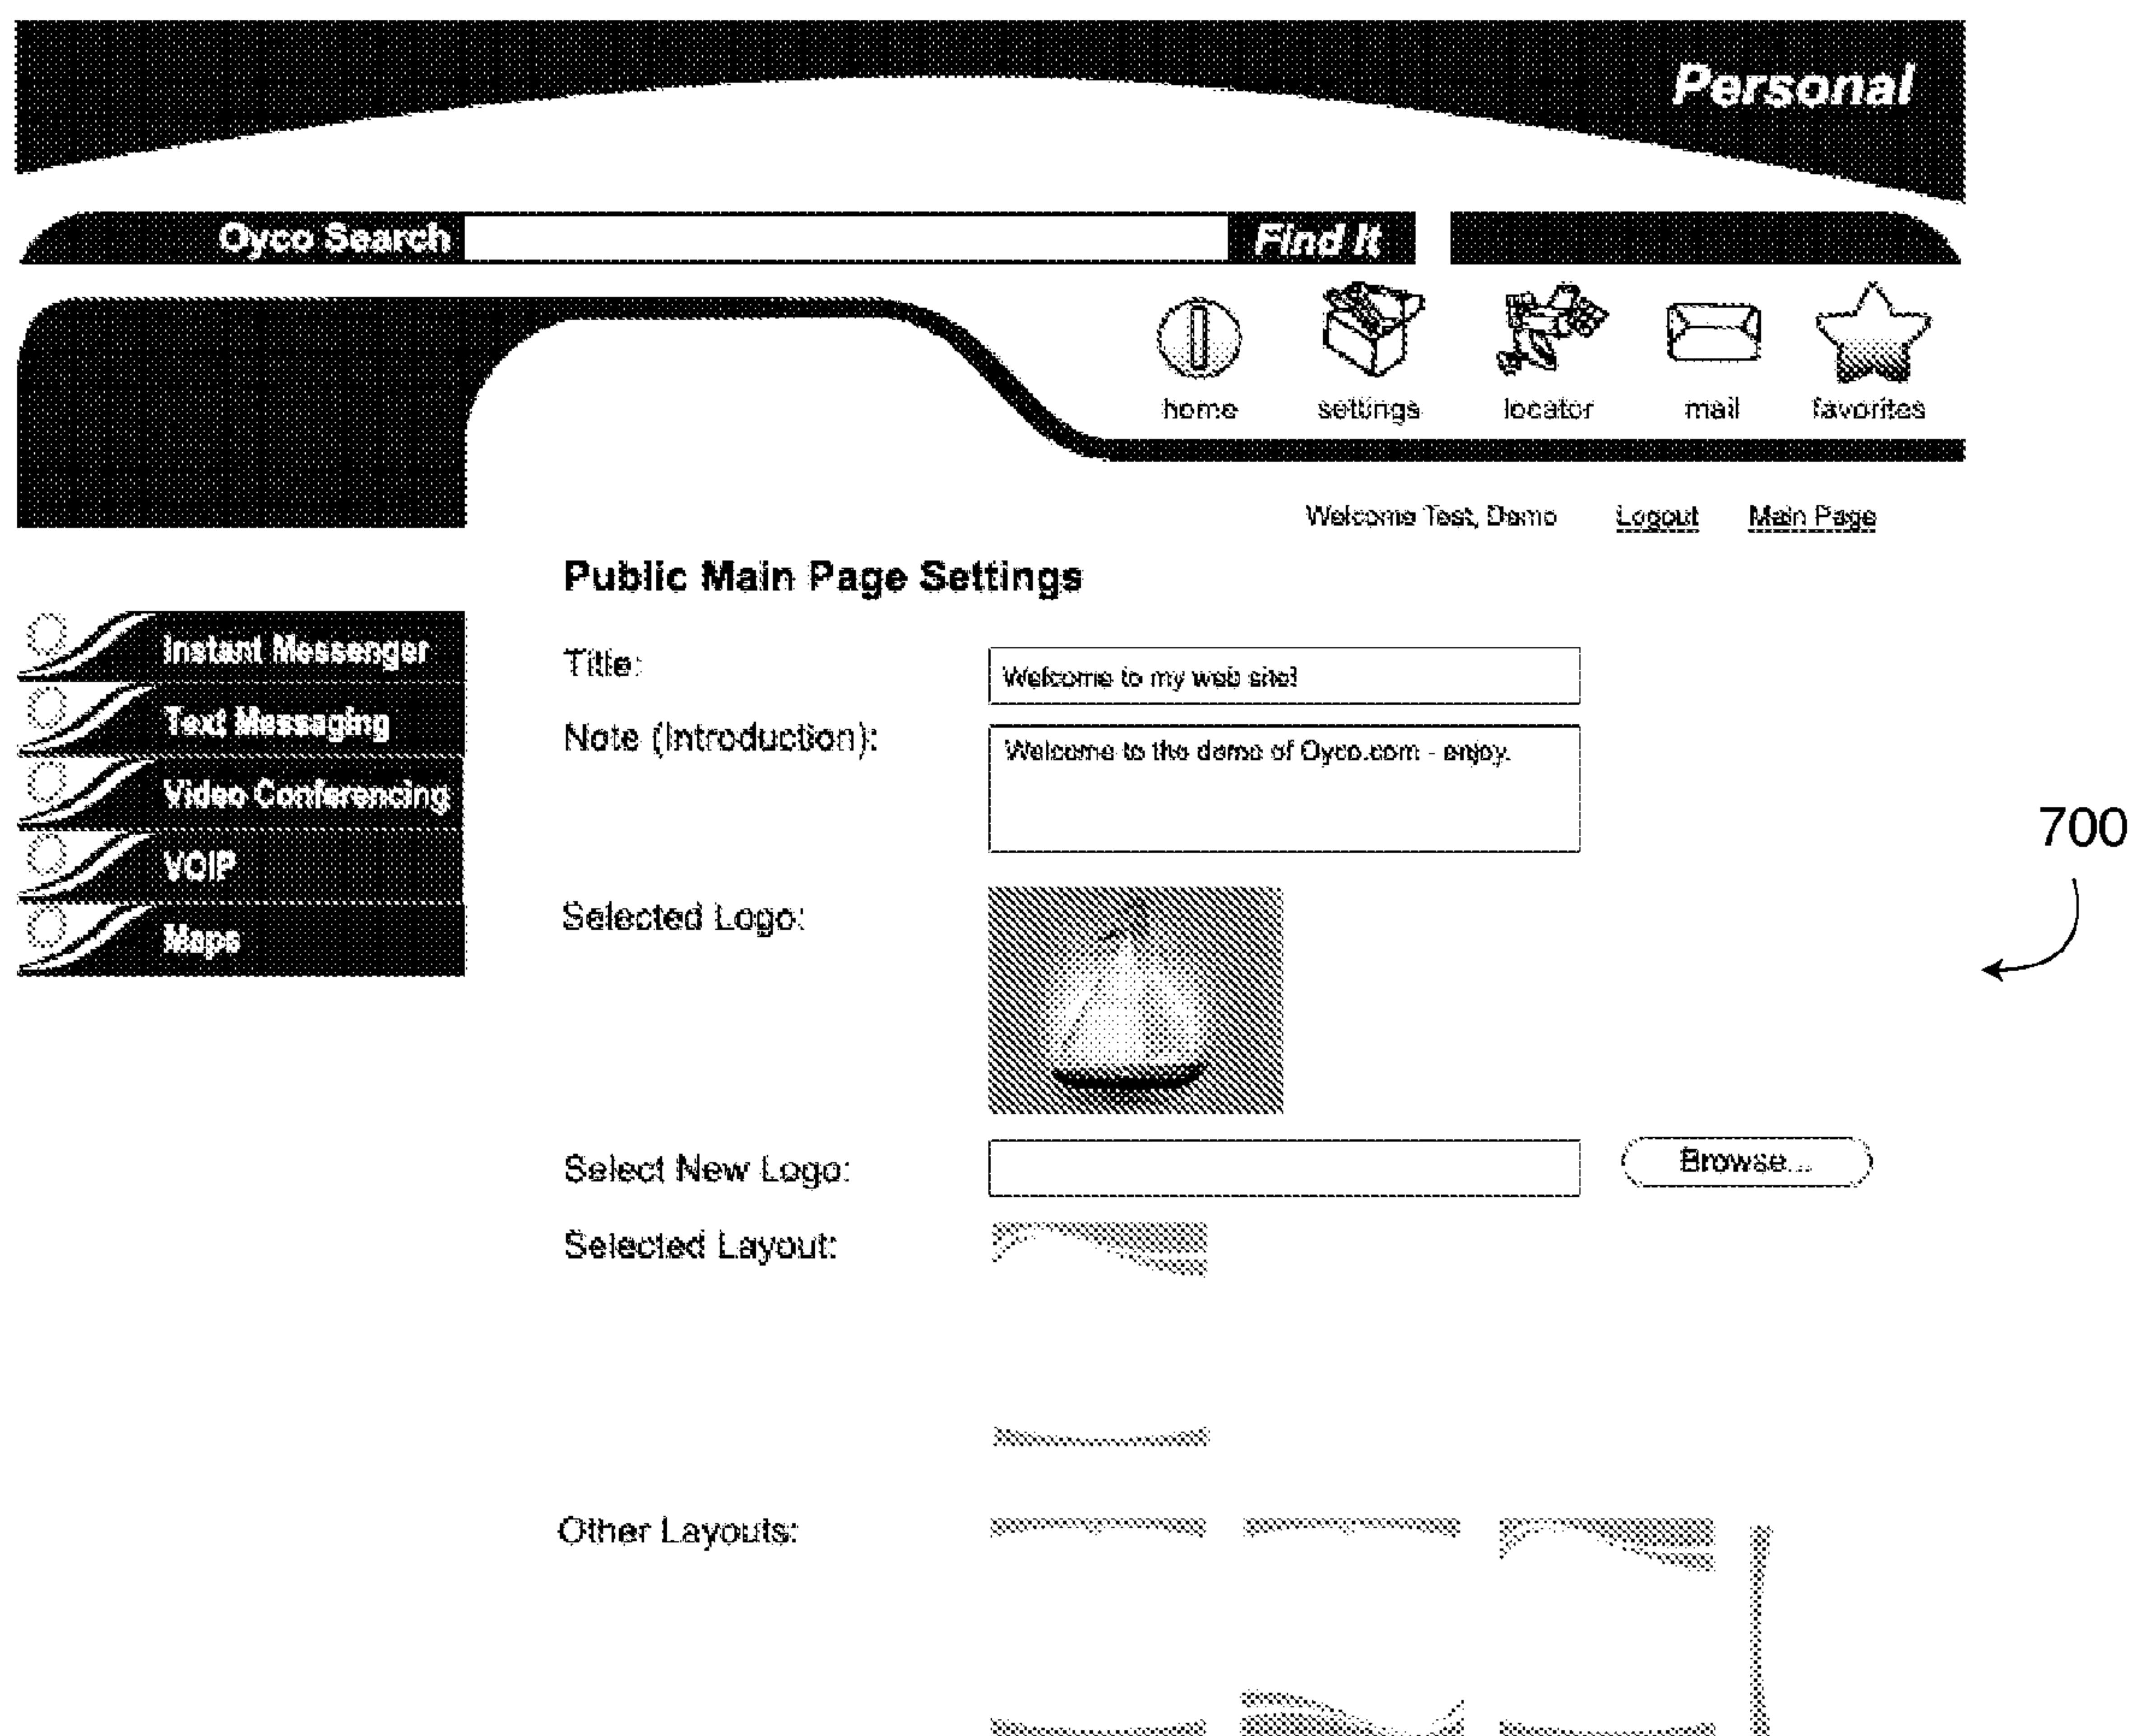 Personal
Oyco Search Find It
home settings locator mail favorites
Welcome Test, Demo Logout Main Page
Public Main Page Settings
Instant Messenger
Text Messaging
Video Conferencing
VOIP
Maps
Title: Welcome to my web site!
Note (Introduction): Welcome to the demo of Oyco.com - enjoy.
700
Selected Logo:
Select New Logo: Browse...
Selected Layout:
Other Layouts: